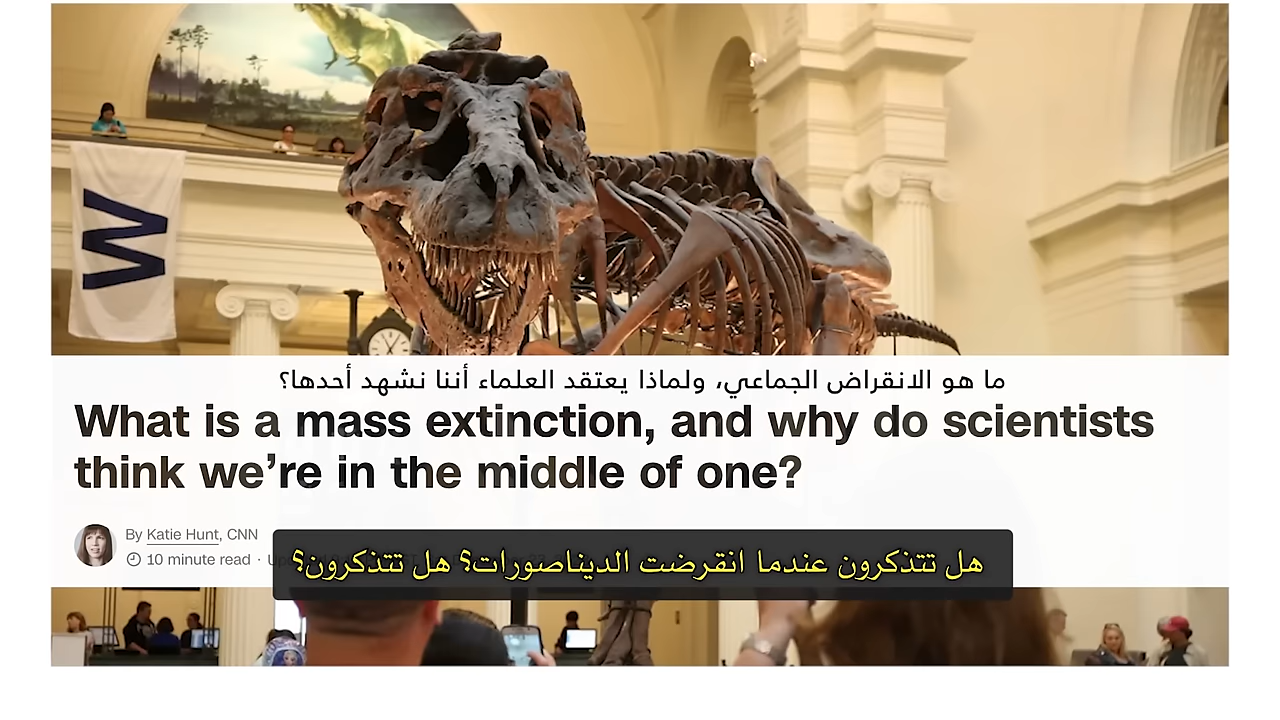 W
ما هو الانقراض الجماعي، ولماذا يعتقد العلماء أننا نشهد أحدها؟
What is a mass extinction, and why do scientists
think we're in the middle of one?
By Katie Hunt, CNN
10 minute read ·
هل تتذكرون عندما انقرضت الديناصورات؟ هل تتذكرون؟